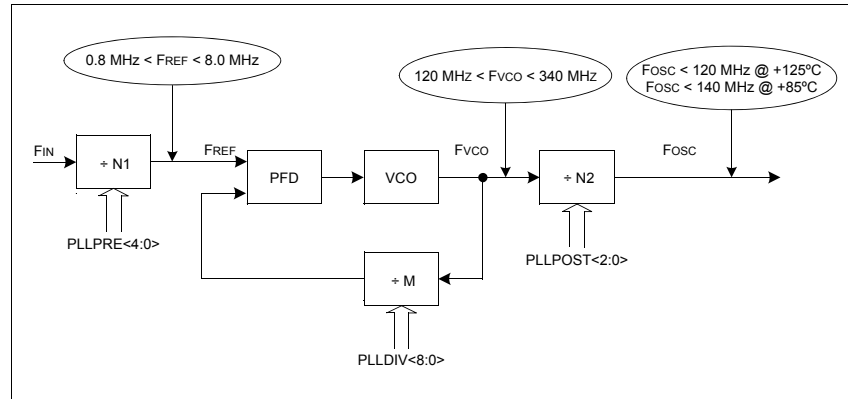 0.8 MHz < FREF < 8.0 MHz
120 MHZ < FVCO < 340 MHZ
FOSC < 120 MHz @ +125ºC
FOSC < 140 MHz @ +85ºC
FIN
÷ N1
FREF
PFD
VCO
FVCO
÷ N2
FOSC
PLLPRE<4:0>
PLLPOST<2:0>
÷ M
PLLDIV<8:0>